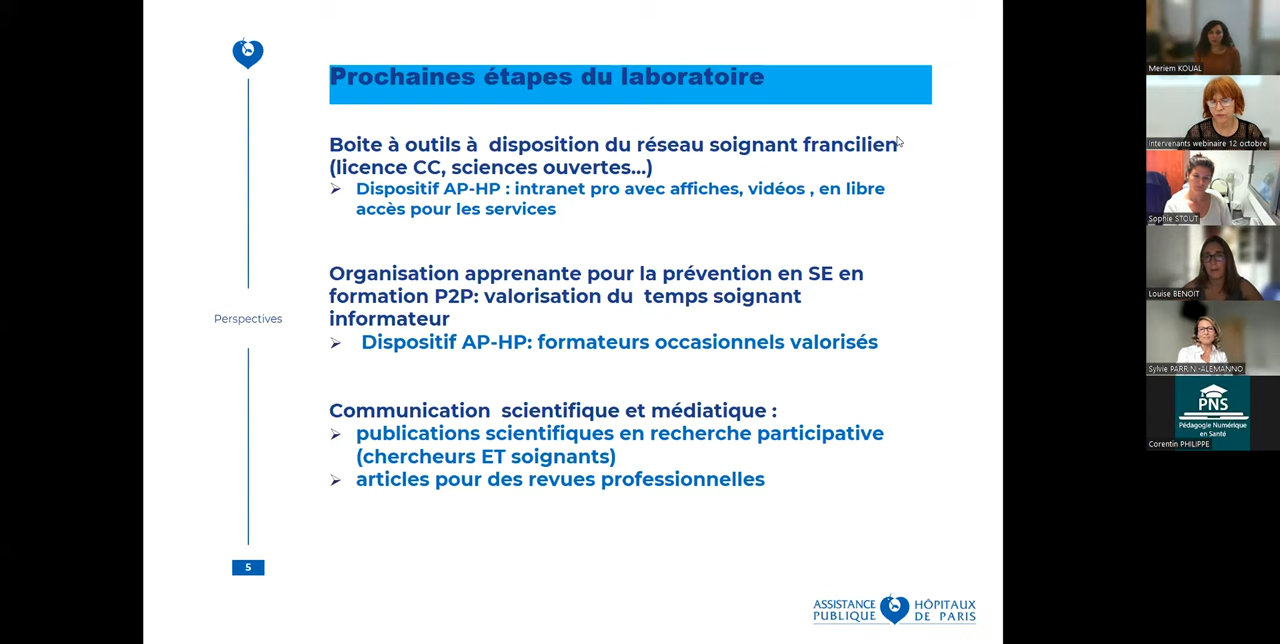 Prochaines étapes du laboratoire
Boite à outils à disposition du réseau soignant francilien
(licence CC, sciences ouvertes...)
Dispositif AP-HP : intranet pro avec affiches, vidéos , en libre
accès pour les services
Organisation apprenante pour la prévention en SE en
formation P2P: valorisation du temps soignant
informateur
Dispositif AP-HP: formateurs occasionnels valorisés
Communication scientifique et médiatique :
publications scientifiques en recherche participative
(chercheurs ET soignants)
articles pour des revues professionnelles
Perspectives
5
ASSISTANCE
PUBLIQUE
HÔPITAUX
DE PARIS
Meriem KOUAL
Intervenants webinaire 12 octobre
Sophie STOUT
Louise BENOIT
Sylvie
PNS
Pédagogie Numérique
en Santé
Corentin PHILIPPE